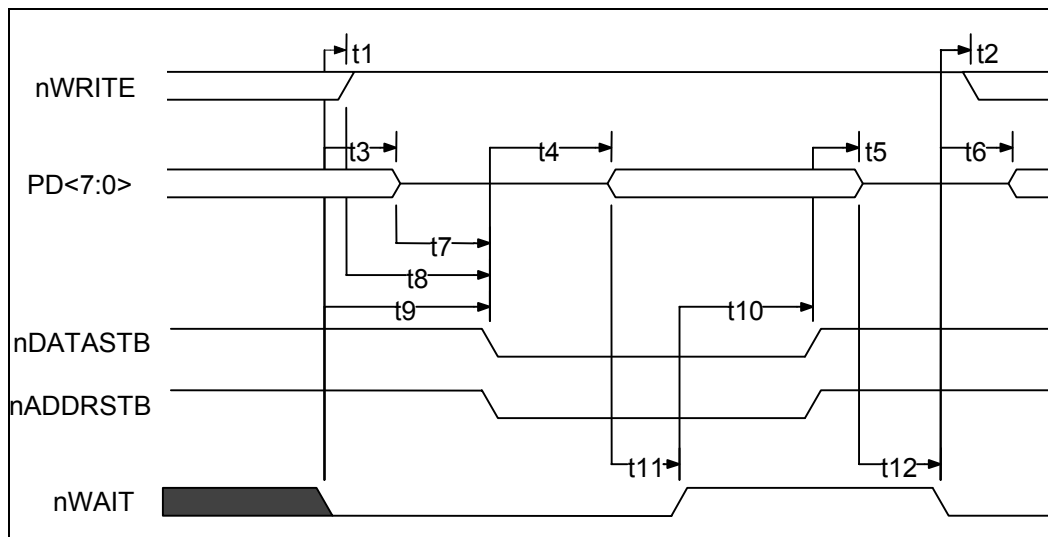 t1 t2
nWRITE
t3 t4 t5 t6
PD<7:0>
t7
t8
t9 t10
nDATASTB
nADDRSTB
t11 t12
nWAIT